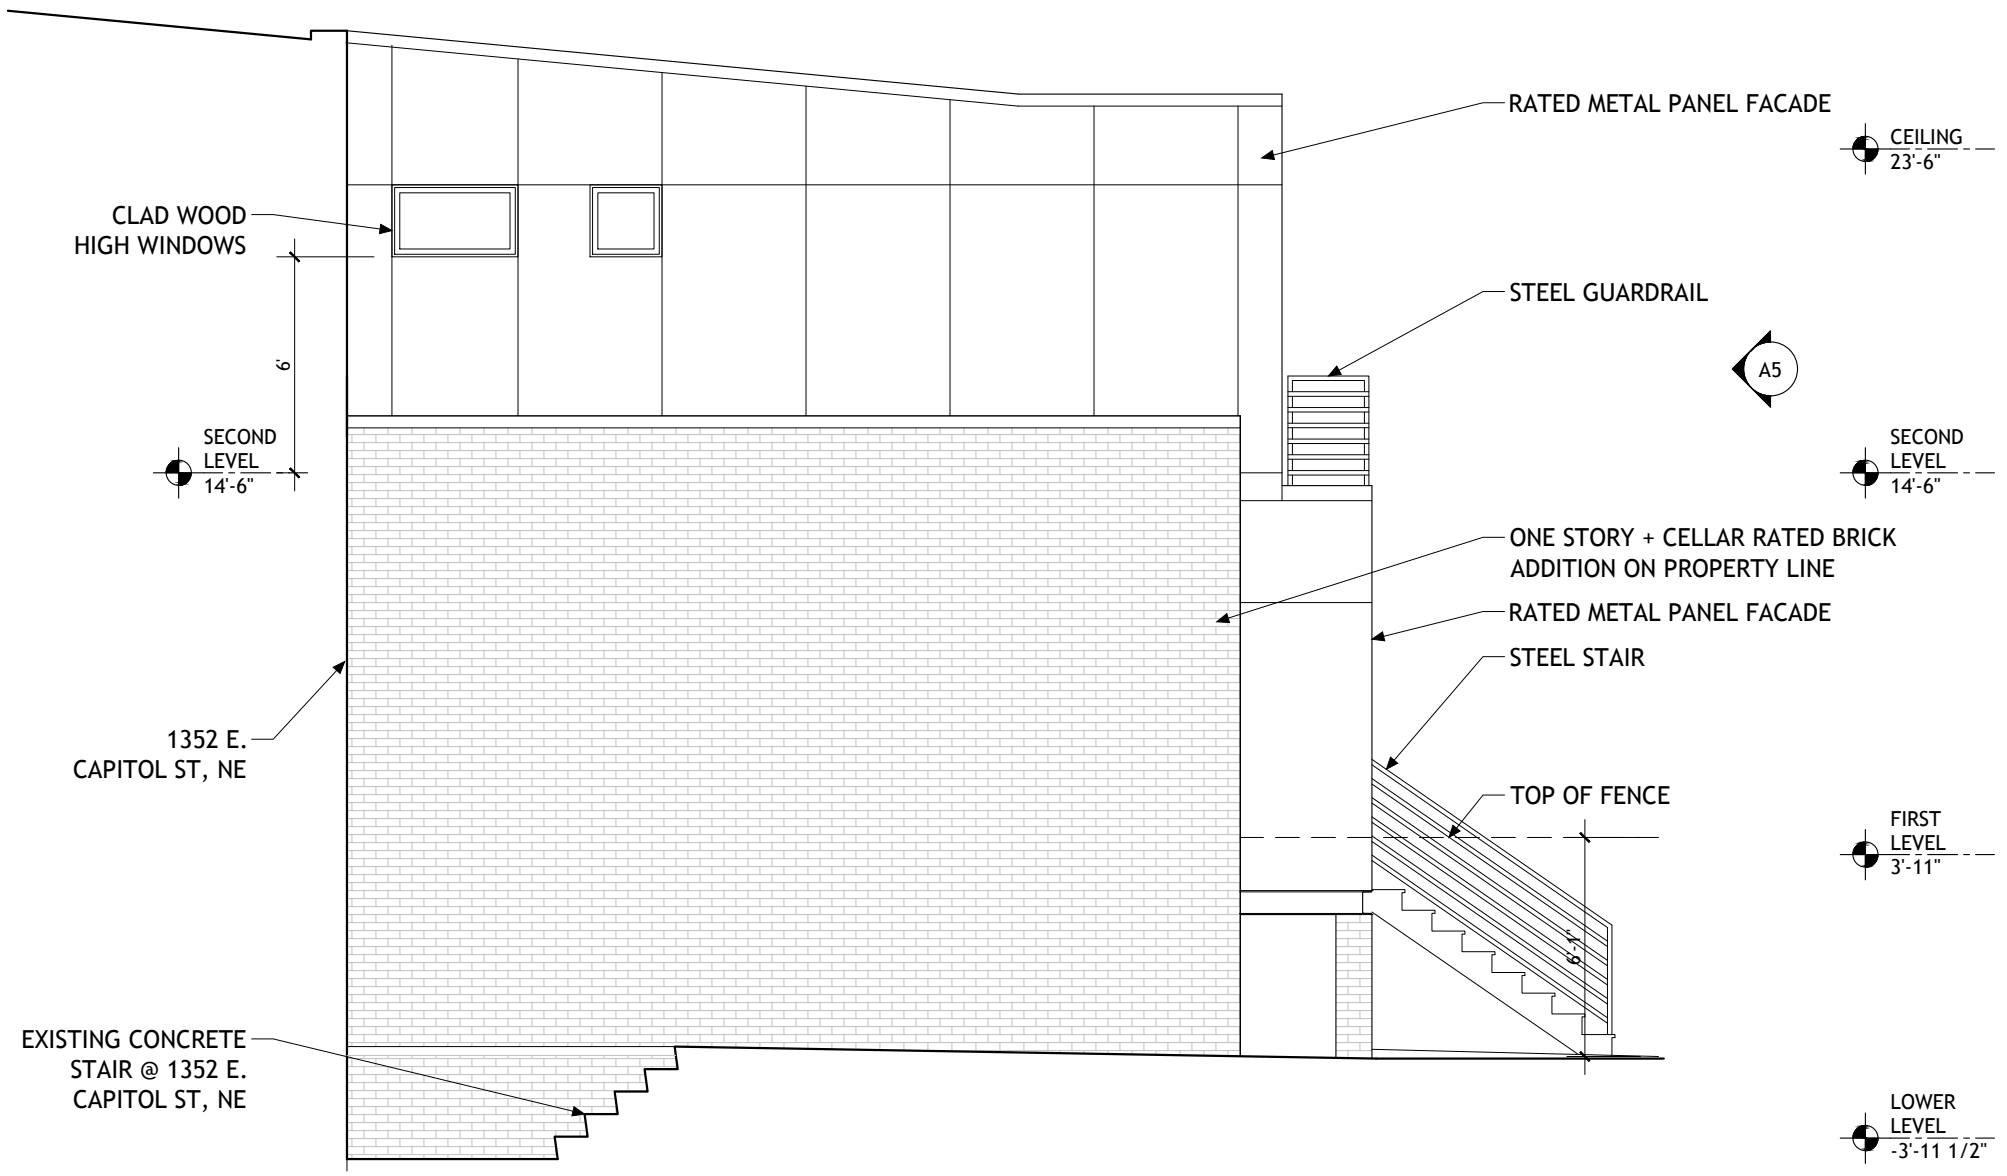 RATED METAL PANEL FACADE
CEILING
23'-6"
CLAD WOOD
HIGH WINDOWS
STEEL GUARDRAIL
A5
6'
SECOND
LEVEL
14'-6"
SECOND
LEVEL
14'-6"
ONE STORY + CELLAR RATED BRICK
ADDITION ON PROPERTY LINE
RATED METAL PANEL FACADE
STEEL STAIR
1352 E.
CAPITOL ST, NE
TOP OF FENCE
FIRST
LEVEL
3'-11"
6'-1"
EXISTING CONCRETE
STAIR @ 1352 E.
CAPITOL ST, NE
LOWER
LEVEL
-3'-11 1/2"